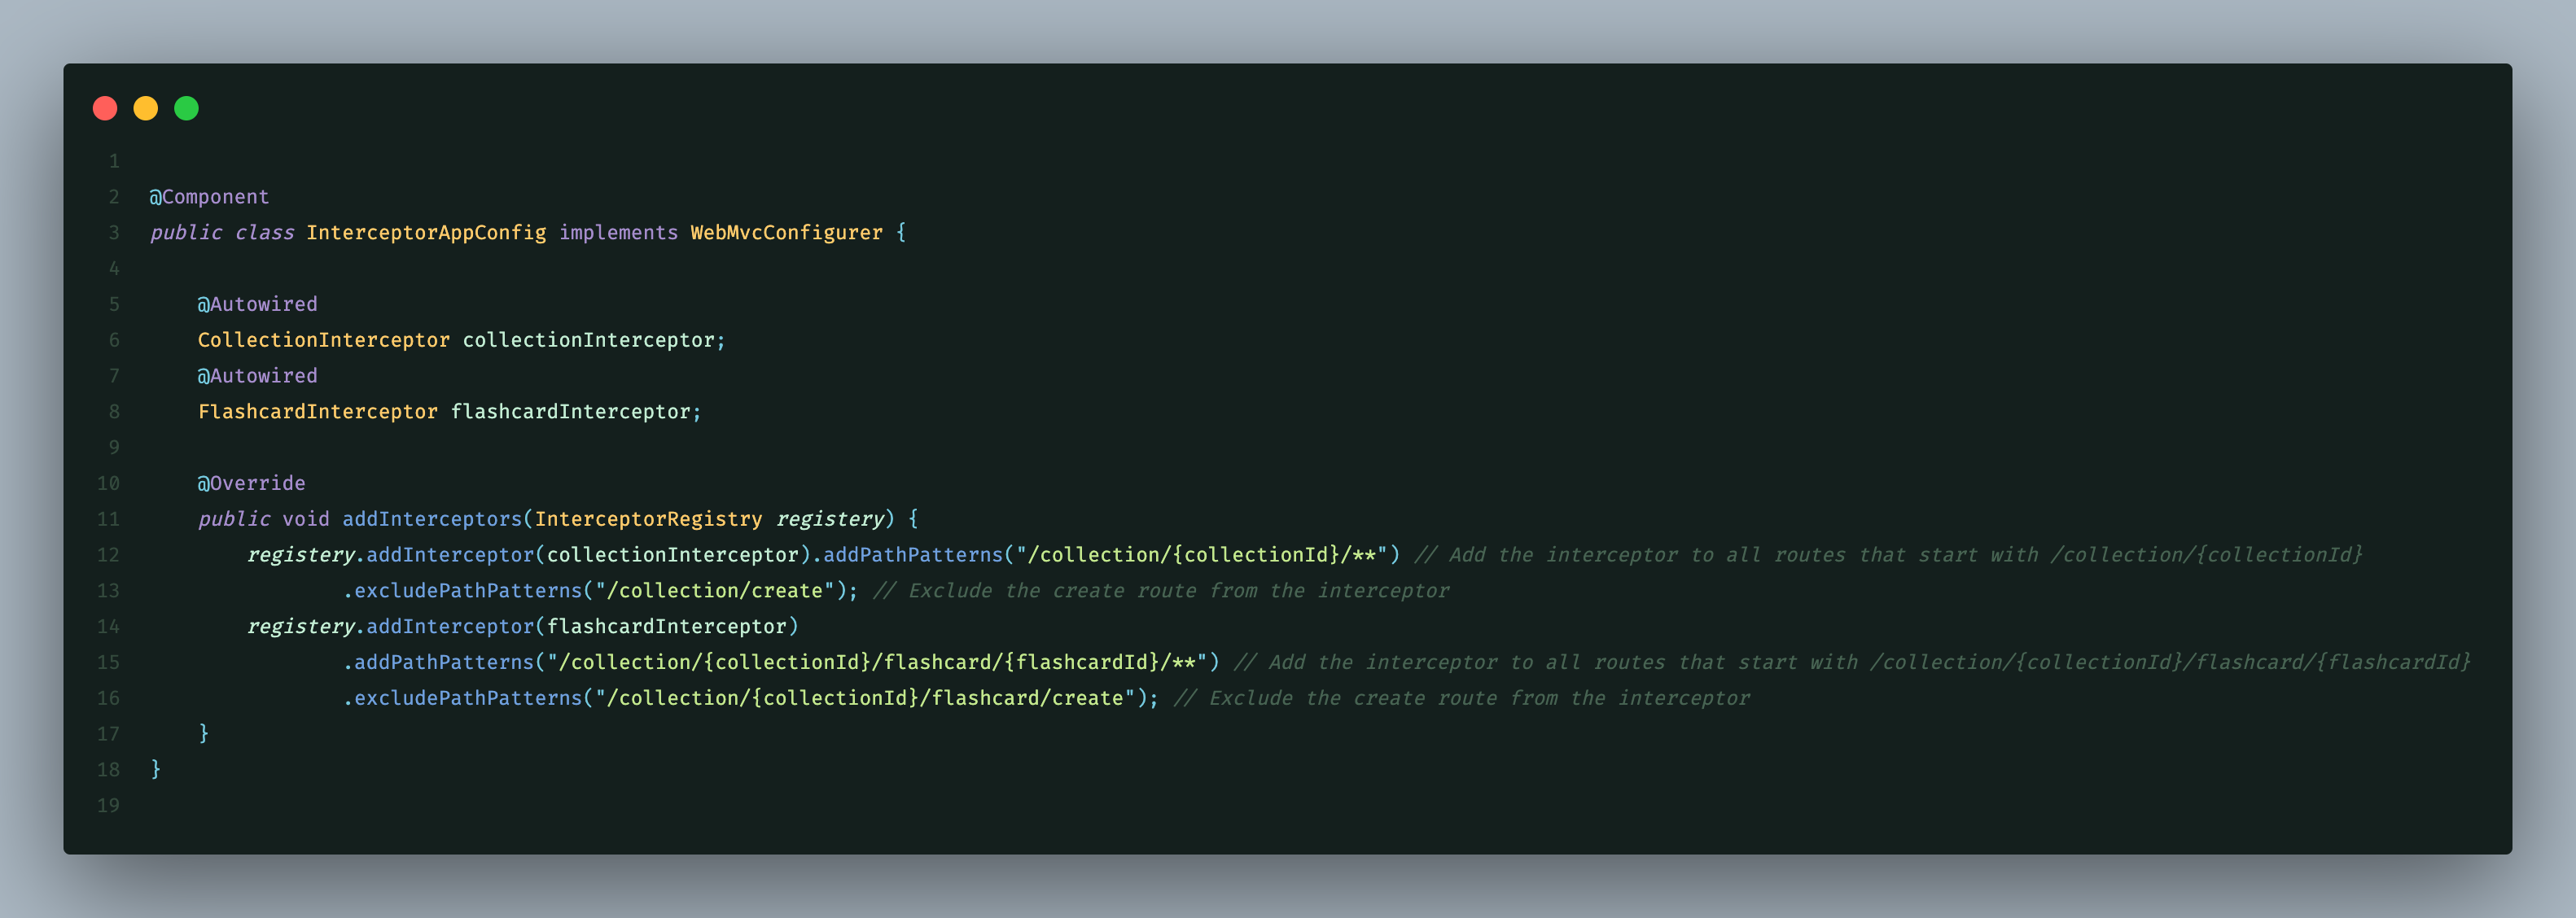 1
2 @Component
3 public class InterceptorAppConfig implements WebMvcConfigurer {
4
5     @Autowired
6     CollectionInterceptor collectionInterceptor;
7     @Autowired
8     FlashcardInterceptor flashcardInterceptor;
9
10     @Override
11     public void addInterceptors(InterceptorRegistry registery) {
12         registery.addInterceptor(collectionInterceptor).addPathPatterns("/collection/{collectionId}/**") // Add the interceptor to all routes that start with /collection/{collectionId}
13                 .excludePathPatterns("/collection/create"); // Exclude the create route from the interceptor
14         registery.addInterceptor(flashcardInterceptor)
15                 .addPathPatterns("/collection/{collectionId}/flashcard/{flashcardId}/**") // Add the interceptor to all routes that start with /collection/{collectionId}/flashcard/{flashcardId}
16                 .excludePathPatterns("/collection/{collectionId}/flashcard/create"); // Exclude the create route from the interceptor
17     }
18 }
19